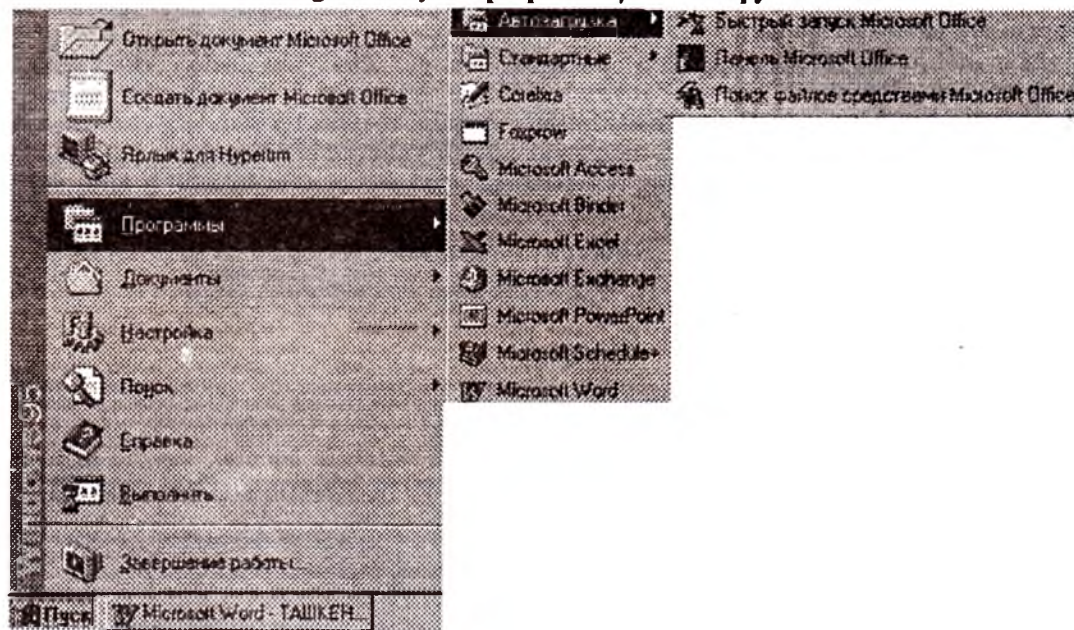 Открыть документ Microsoft Office
Создать документ Microsoft Office
Ярлык для Hypertrm
Программы
Документы
Настройка
Поиск
Справка
Выполнить...
Завершение работы...
Пуск
Microsoft Word - ТАШКЕН...
Автозагрузка
Стандартные
Corelxa
Foxprow
Microsoft Access
Microsoft Binder
Microsoft Excel
Microsoft Exchange
Microsoft PowerPoint
Microsoft Schedule+
Microsoft Word
Быстрый запуск Microsoft Office
Панель Microsoft Office
Поиск файлов средствами Microsoft Office